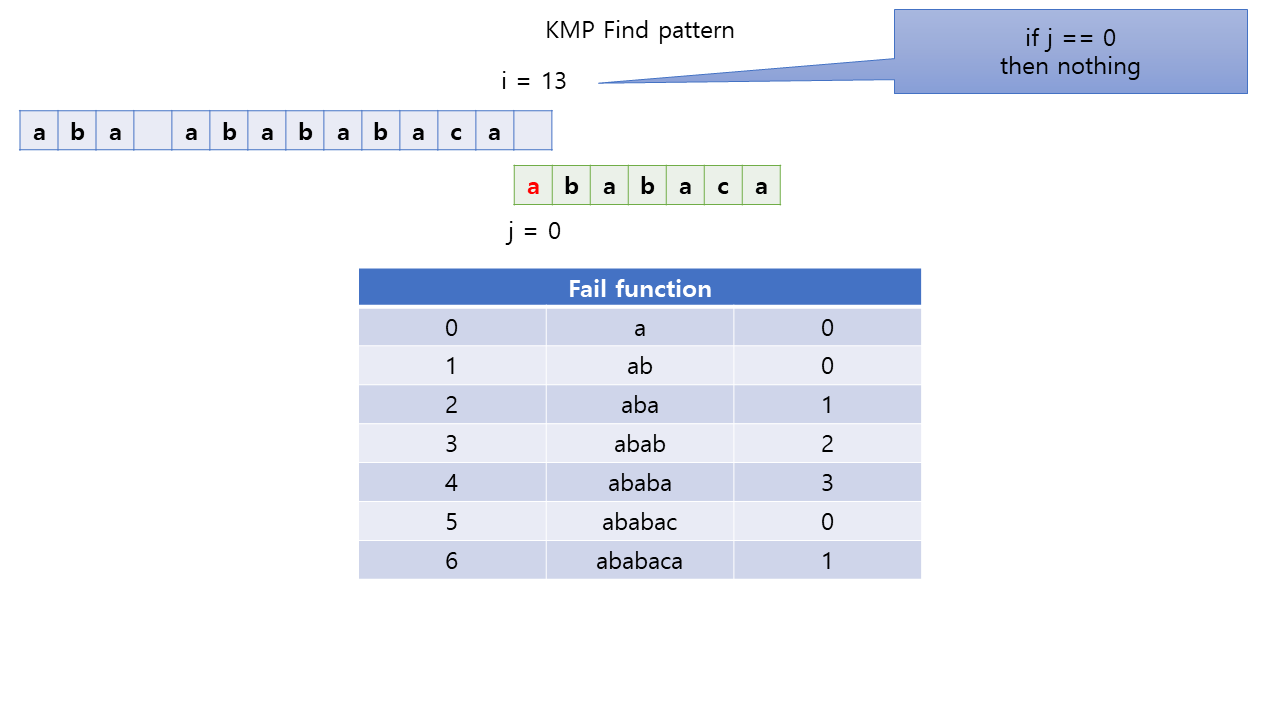 KMP Find pattern
if j == 0
then nothing
i = 13
a b a a b a b a b a c a
a b a b a c a
j = 0
Fail function
0 a 0
1 ab 0
2 aba 1
3 abab 2
4 ababa 3
5 ababac 0
6 ababaca 1